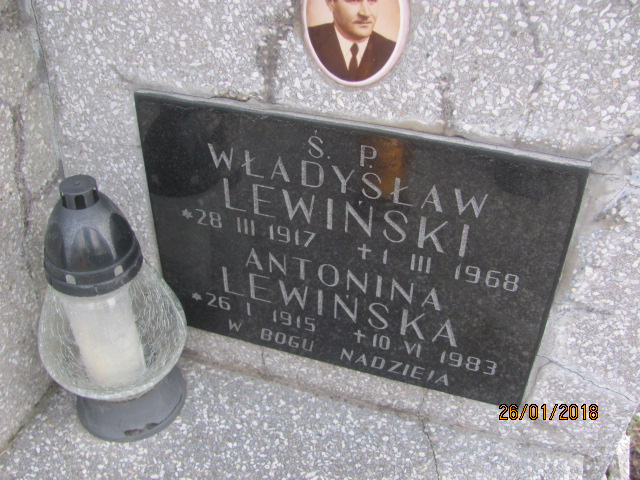 Ś. P.
WŁADYSŁAW
LEWIŃSKI
*28 III 1917 +1 III 1968
ANTONINA
LEWIŃSKA
*26 I 1915 +10 VI 1983
W BOGU NADZIEJA
26/01/2018